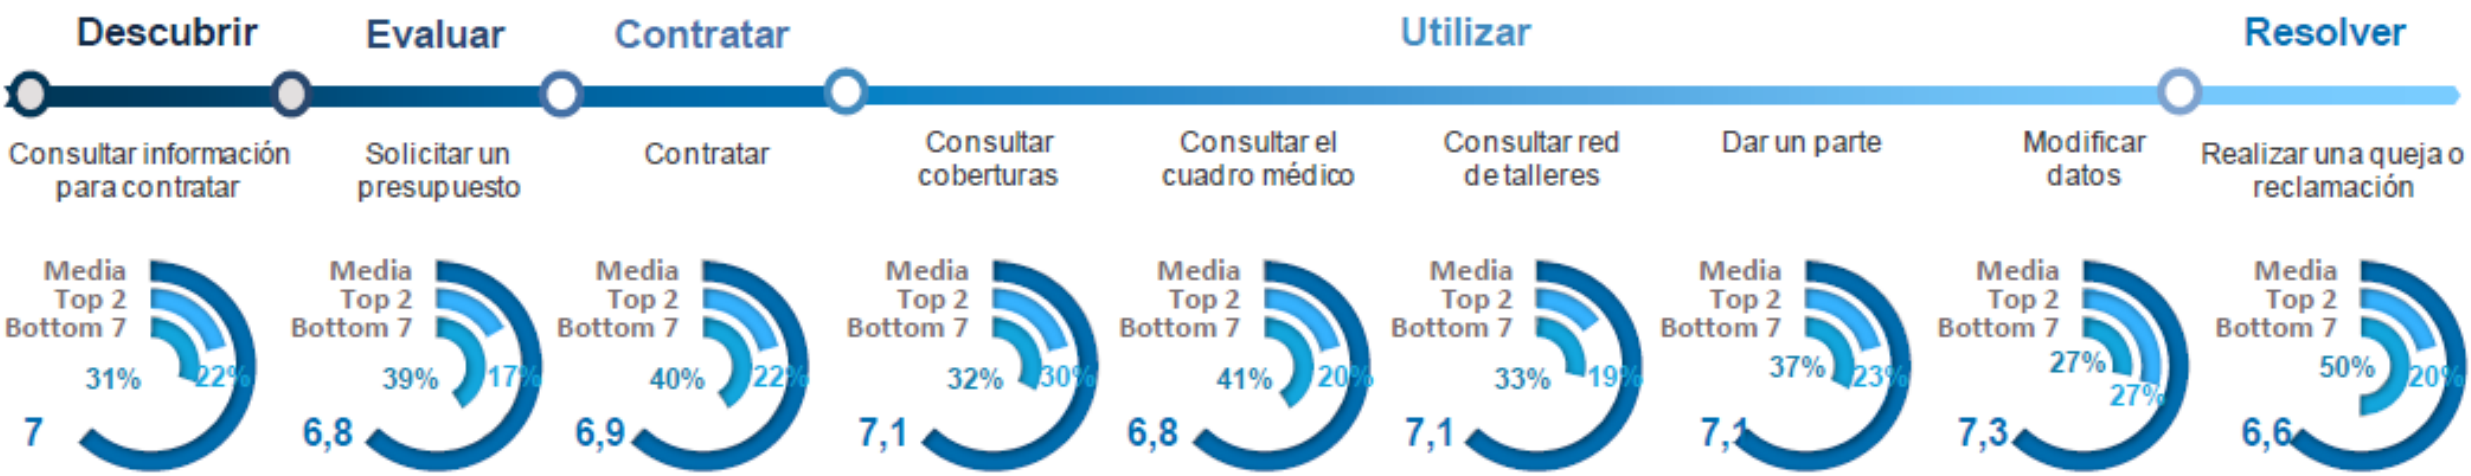 Descubrir
Evaluar
Contratar
Utilizar
Resolver
Consultar información
para contratar
Solicitar un
presupuesto
Contratar
Consultar
coberturas
Consultar el
cuadro médico
Consultar red
de talleres
Dar un parte
Modificar
datos
Realizar una queja o
reclamación
Media
Top 2
Bottom 7
31%
22%
7
Media
Top 2
Bottom 7
39%
17%
6,8
Media
Top 2
Bottom 7
40%
22%
6,9
Media
Top 2
Bottom 7
32%
30%
7,1
Media
Top 2
Bottom 7
41%
20%
6,8
Media
Top 2
Bottom 7
33%
19%
7,1
Media
Top 2
Bottom 7
37%
23%
7,1
Media
Top 2
Bottom 7
27%
27%
7,3
Media
Top 2
Bottom 7
50%
20%
6,6